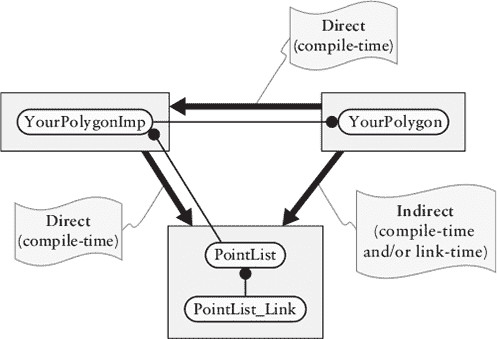 Direct
(compile-time)
YourPolygonImp
YourPolygon
Direct
(compile-time)
Indirect
(compile-time
and/or link-time)
PointList
PointList_Link